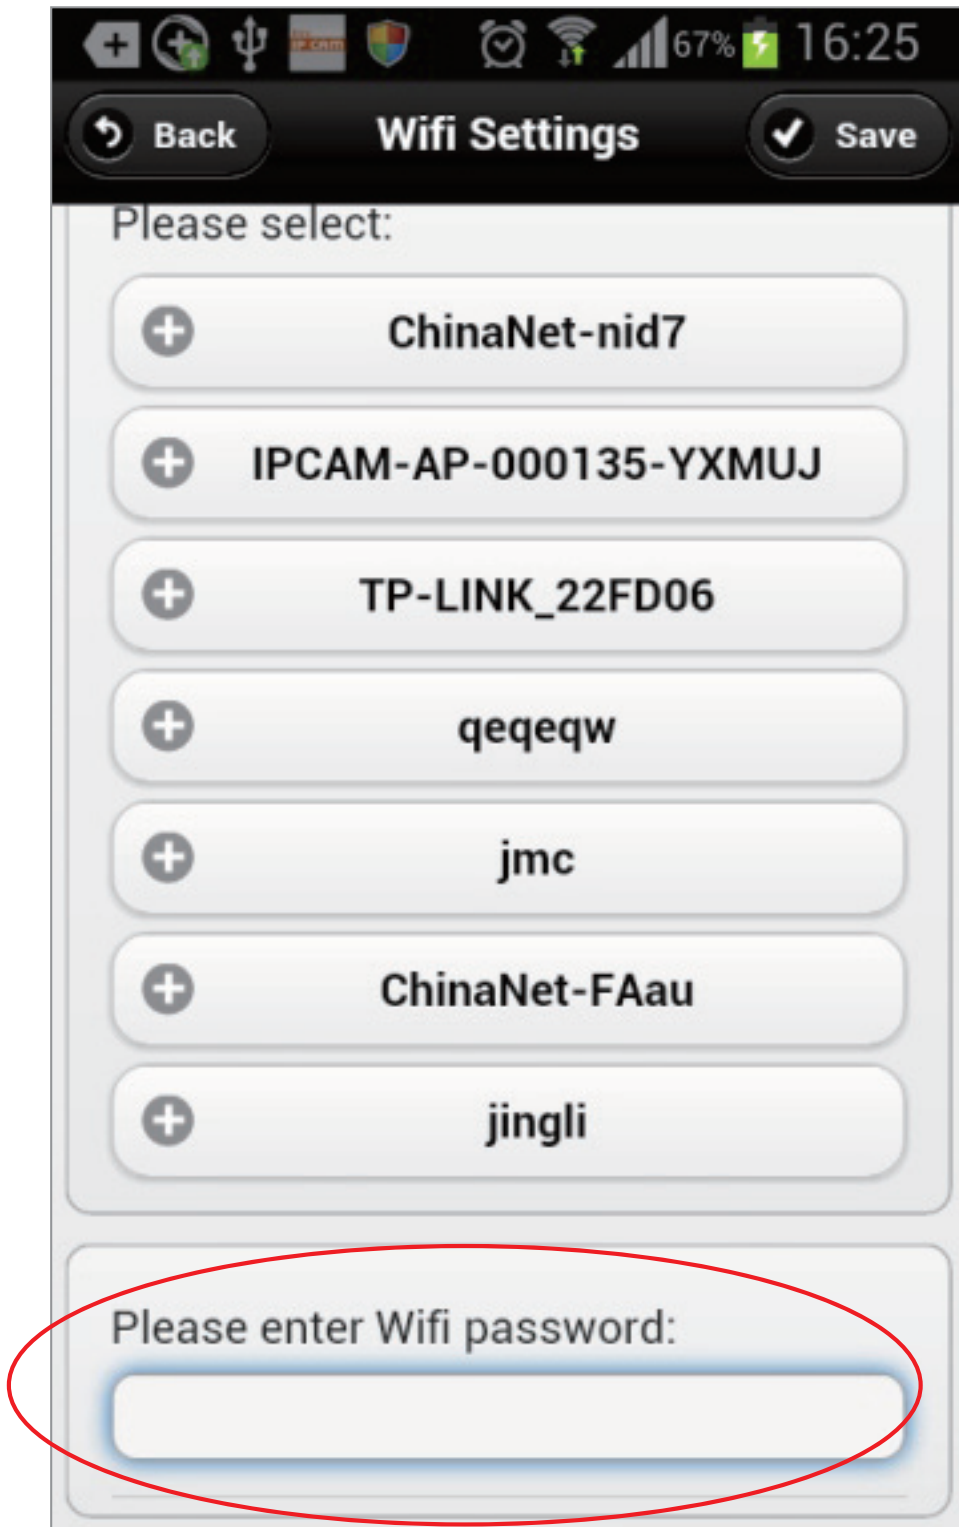 67% 16:25
Back Wifi Settings Save
Please select:
ChinaNet-nid7
IPCAM-AP-000135-YXMUJ
TP-LINK_22FD06
qeqeqw
jmc
ChinaNet-FAau
jingli
Please enter Wifi password: